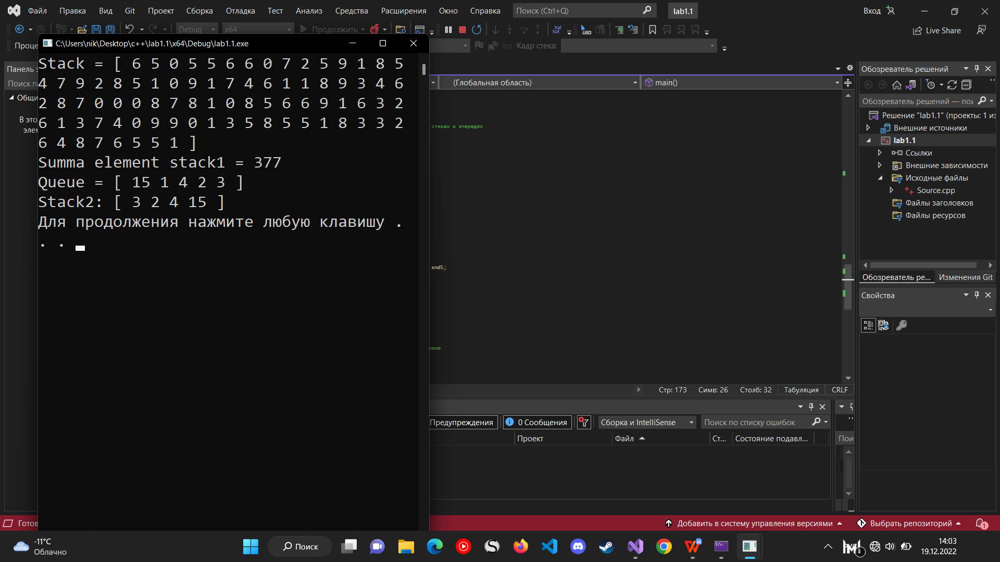 Файл Правка Вид Git Проект Сборка Отладка Тест Анализ Средства Расширения Окно Справка Поиск (Ctrl+Q) lab1.1 Вход
Debug x64 Продолжить Live Share
Проце Кадр стека:
C:\Users\nik\Desktop\c++\lab1.1\x64\Debug\lab1.1.exe
Stack = [ 6 5 0 5 5 6 6 0 7 2 5 9 1 8 5
4 7 9 2 8 5 1 0 9 1 7 4 6 1 1 8 9 3 4 6
2 8 7 0 0 0 8 7 8 1 0 8 5 6 6 9 1 6 3 2
6 1 3 7 4 0 9 9 0 1 3 5 8 5 5 1 8 3 3 2
6 4 8 7 6 5 5 1 ]
Summa element stack1 = 377
Queue = [ 15 1 4 2 3 ]
Stack2: [ 3 2 4 15 ]
Для продолжения нажмите любую клавишу .
. .
Панель э
Поиск п
Общи
В это
элем
(Глобальная область) main()
стеках и очередях
endl;
овию
Стр: 173 Симв: 26 Столб: 32 Табуляция CRLF
Предупреждения 0 Сообщения Сборка и IntelliSense Поиск по списку ошибок
Проект Файл Ст... Состояние подавл...
Пои
Обозреватель решений
Обозреватель решений — пои
Решение "lab1.1" (проекты: 1 из
Внешние источники
lab1.1
Ссылки
Внешние зависимости
Исходные файлы
Source.cpp
Файлы заголовков
Файлы ресурсов
Обозреватель ре... Изменения Git
Свойства
Готов Добавить в систему управления версиями Выбрать репозиторий 1
-11°C
Облачно
Поиск
14:03
19.12.2022